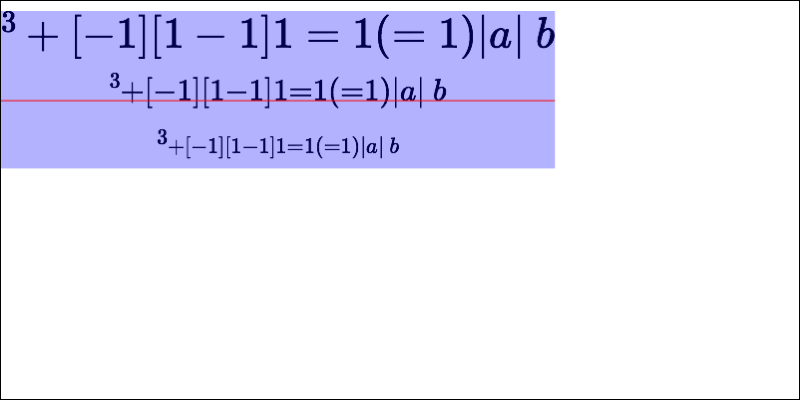 ³ + [−1][1 − 1]1 = 1(= 1)|a| b
³+[−1][1−1]1=1(=1)|a| b
³+[−1][1−1]1=1(=1)|a| b